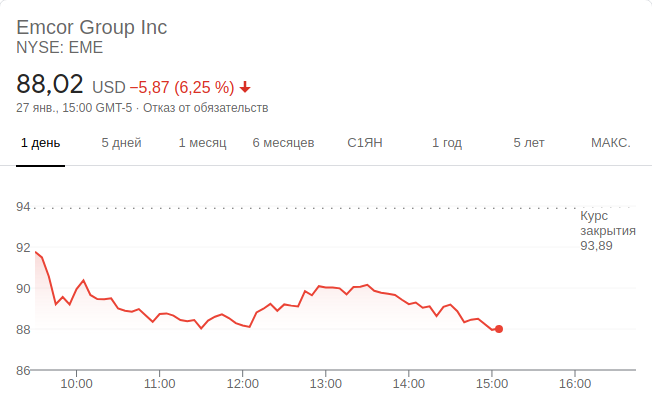 Emcor Group Inc
NYSE: EME
88,02 USD −5,87 (6,25 %)
27 янв., 15:00 GMT-5 · Отказ от обязательств
1 день 5 дней 1 месяц 6 месяцев С1ЯН 1 год 5 лет МАКС.
94
Курс
закрытия
93,89
92
90
88
86
10:00 11:00 12:00 13:00 14:00 15:00 16:00